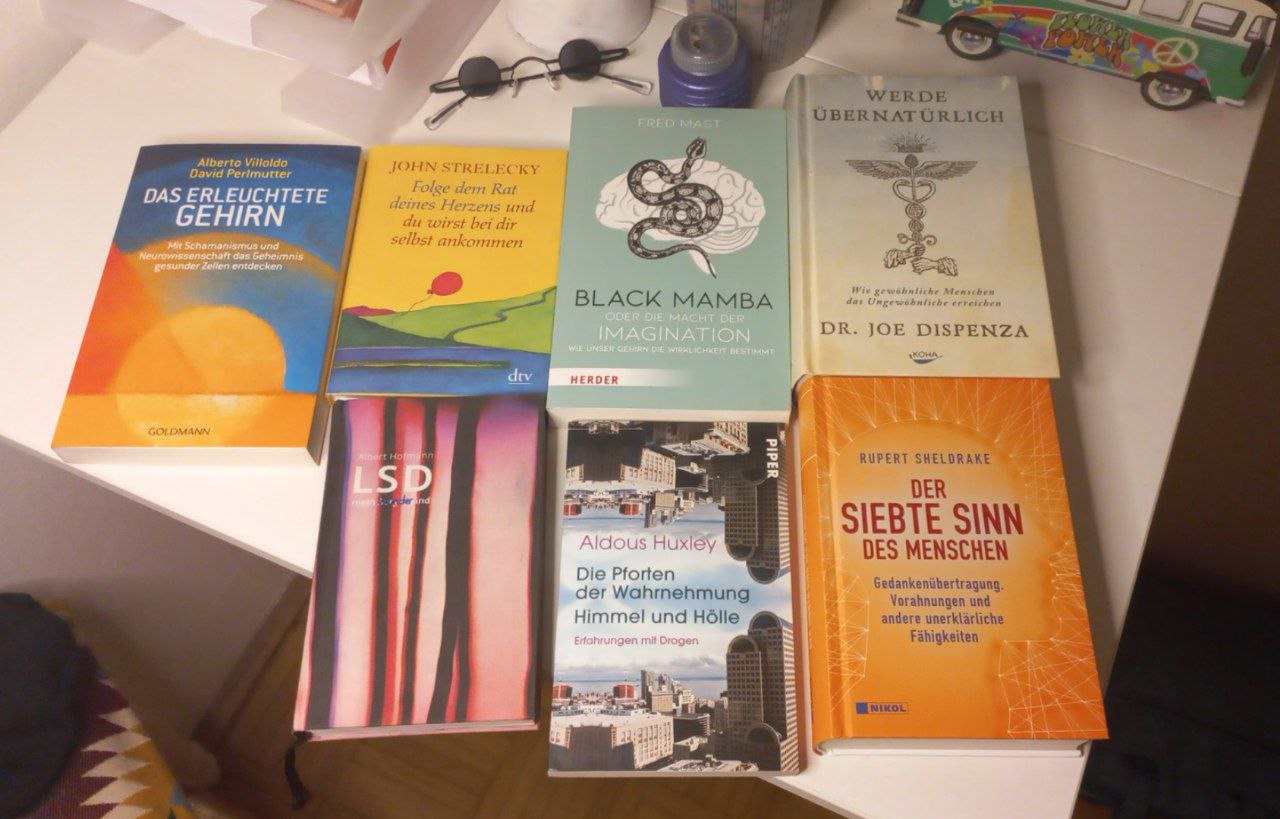 FLOWER
POWER
Alberto Villoldo
David Perlmutter
DAS ERLEUCHTETE
GEHIRN
Mit Schamanismus und
Neurowissenschaft das Geheimnis
gesunder Zellen entdecken
GOLDMANN
JOHN STRELECKY
Folge dem Rat
deines Herzens und
du wirst bei dir
selbst ankommen
dtv
FRED MAST
BLACK MAMBA
ODER DIE MACHT DER
IMAGINATION
WIE UNSER GEHIRN DIE WIRKLICHKEIT BESTIMMT
HERDER
WERDE
ÜBERNATÜRLICH
Wie gewöhnliche Menschen
das Ungewöhnliche erreichen
DR. JOE DISPENZA
KOHA
Albert Hofmann
LSD
mein Sorgenkind
PIPER
Aldous Huxley
Die Pforten
der Wahrnehmung
Himmel und Hölle
Erfahrungen mit Drogen
RUPERT SHELDRAKE
DER
SIEBTE SINN
DES MENSCHEN
Gedankenübertragung,
Vorahnungen und
andere unerklärliche
Fähigkeiten
NIKOL